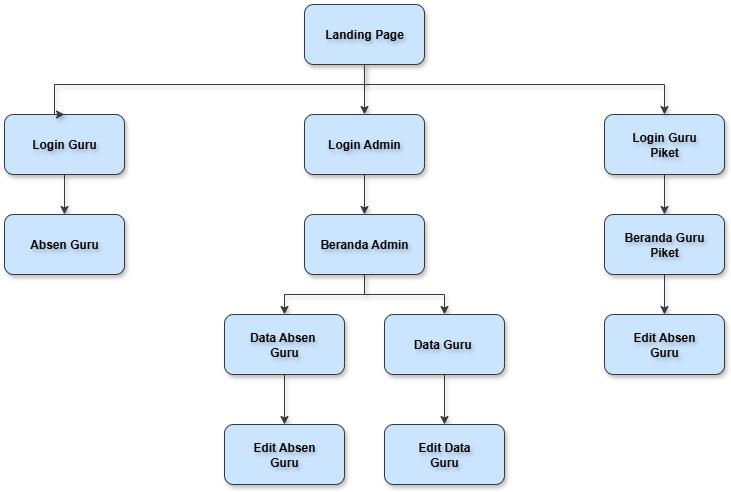 Landing Page
Login Guru
Login Admin
Login Guru
Piket
Absen Guru
Beranda Admin
Beranda Guru
Piket
Data Absen
Guru
Data Guru
Edit Absen
Guru
Edit Absen
Guru
Edit Data
Guru